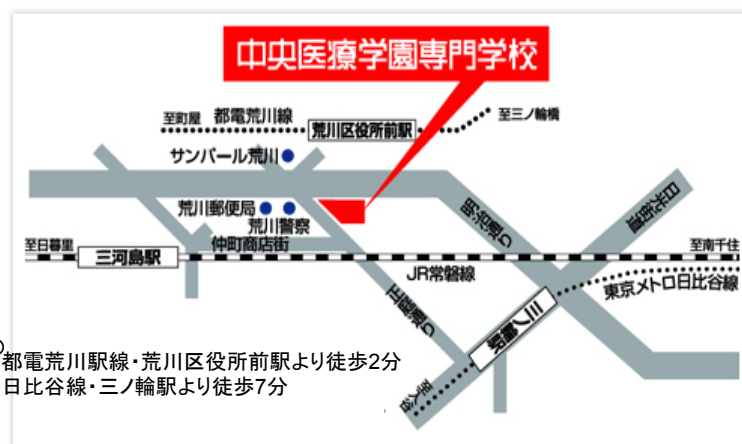 中央医療学園専門学校
至町屋
都電荒川線
荒川区役所前駅
至三ノ輪橋
サンパール荒川
荒川郵便局
荒川警察
仲町商店街
明治通り
日光街道
至日暮里
三河島駅
至南千住
JR常磐線
東京メトロ日比谷線
正庭通り
三ノ輪駅
至入谷
都電荒川駅線・荒川区役所前駅より徒歩2分
日比谷線・三ノ輪駅より徒歩7分